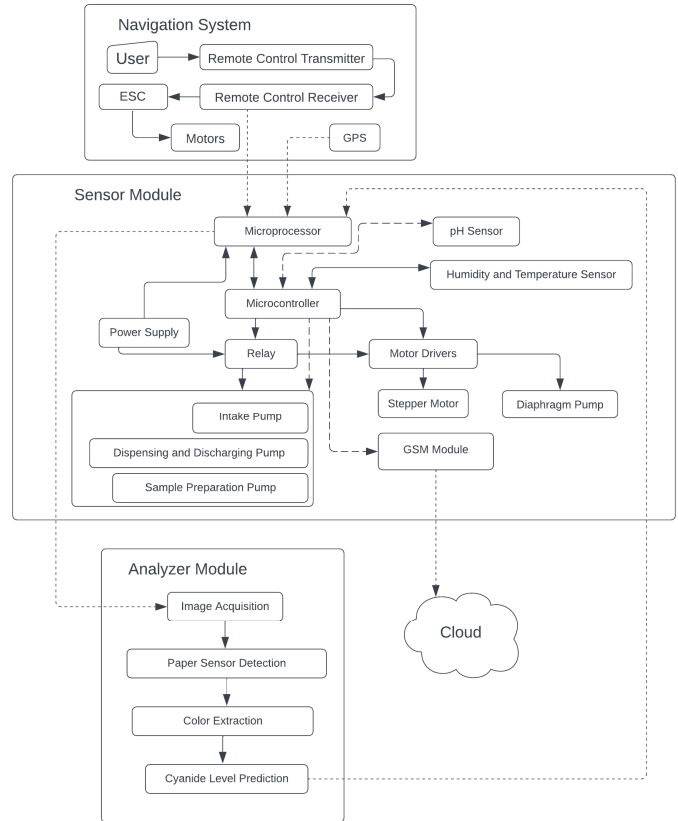 Navigation System
User
Remote Control Transmitter
ESC
Remote Control Receiver
Motors
GPS
Sensor Module
Microprocessor
pH Sensor
Humidity and Temperature Sensor
Microcontroller
Power Supply
Relay
Motor Drivers
Intake Pump
Stepper Motor
Diaphragm Pump
Dispensing and Discharging Pump
GSM Module
Sample Preparation Pump
Analyzer Module
Image Acquisition
Cloud
Paper Sensor Detection
Color Extraction
Cyanide Level Prediction